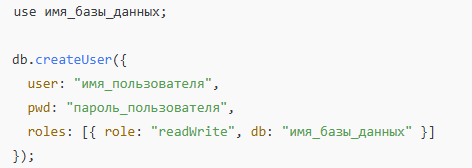 use имя_базы_данных;
db.createUser({
user: "имя_пользователя",
pwd: "пароль_пользователя",
roles: [{ role: "readWrite", db: "имя_базы_данных" }]
});